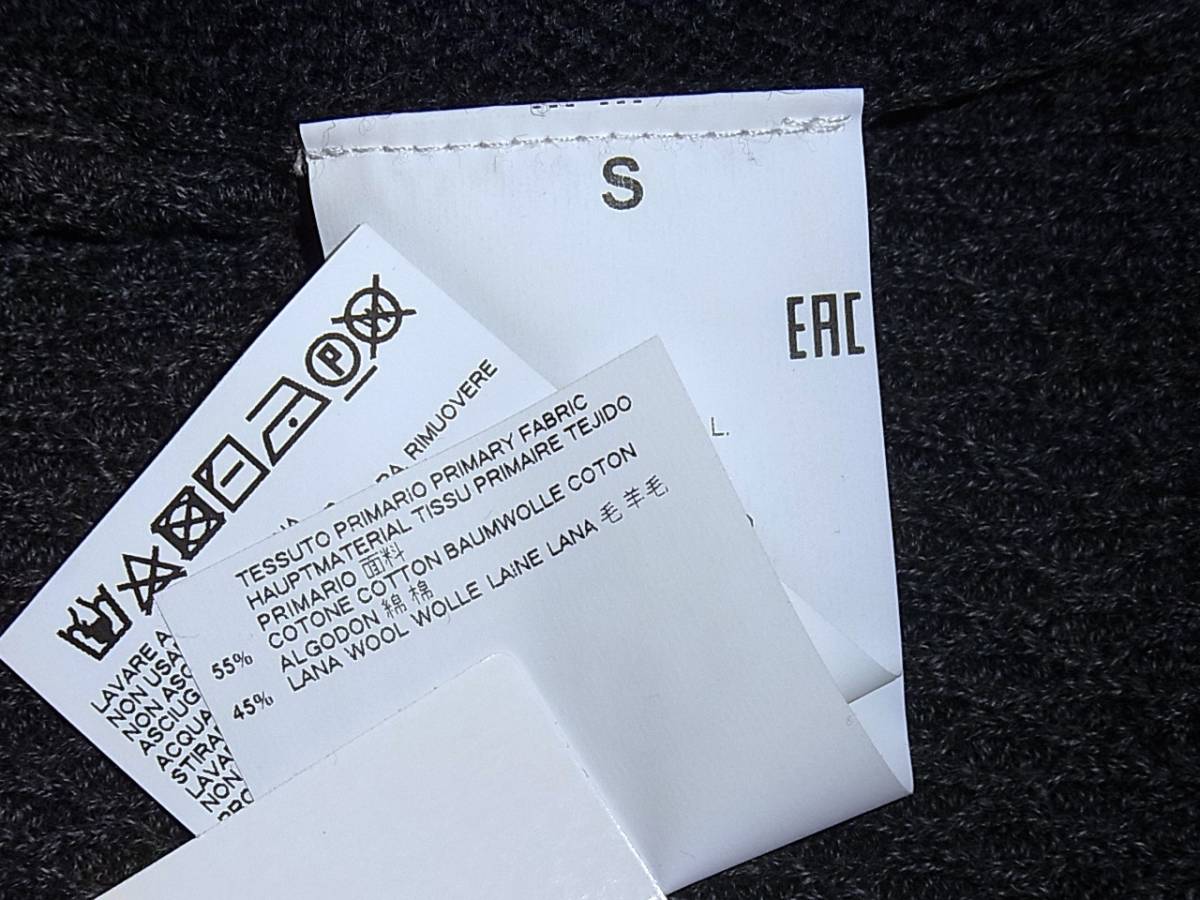 S
EAC
L.
RIMUOVERE
TESSUTO PRIMARIO PRIMARY FABRIC
HAUPTMATERIAL TISSU PRIMAIRE TEJIDO
PRIMARIO 面料
55% COTONE COTTON BAUMWOLLE COTON
ALGODON 綿 棉
45% LANA WOOL WOLLE LAINE LANA 毛 羊毛
LAVARE A
NON USA
NON ASC
ASCIUG
ACQUA
STIRA
LAVA
NON
PRO